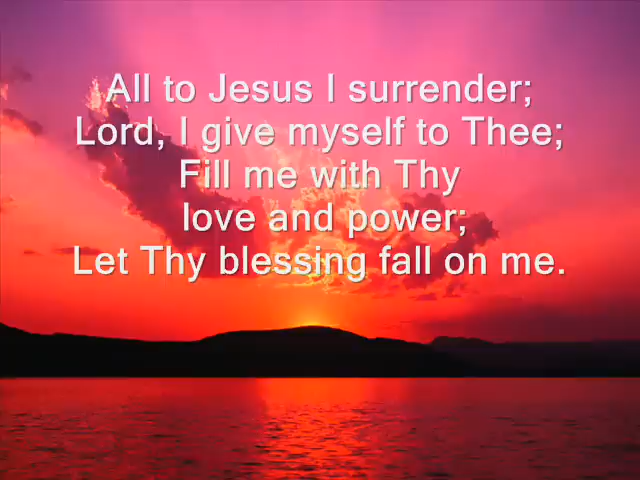 All to Jesus I surrender;
Lord, I give myself to Thee;
Fill me with Thy
love and power;
Let Thy blessing fall on me.